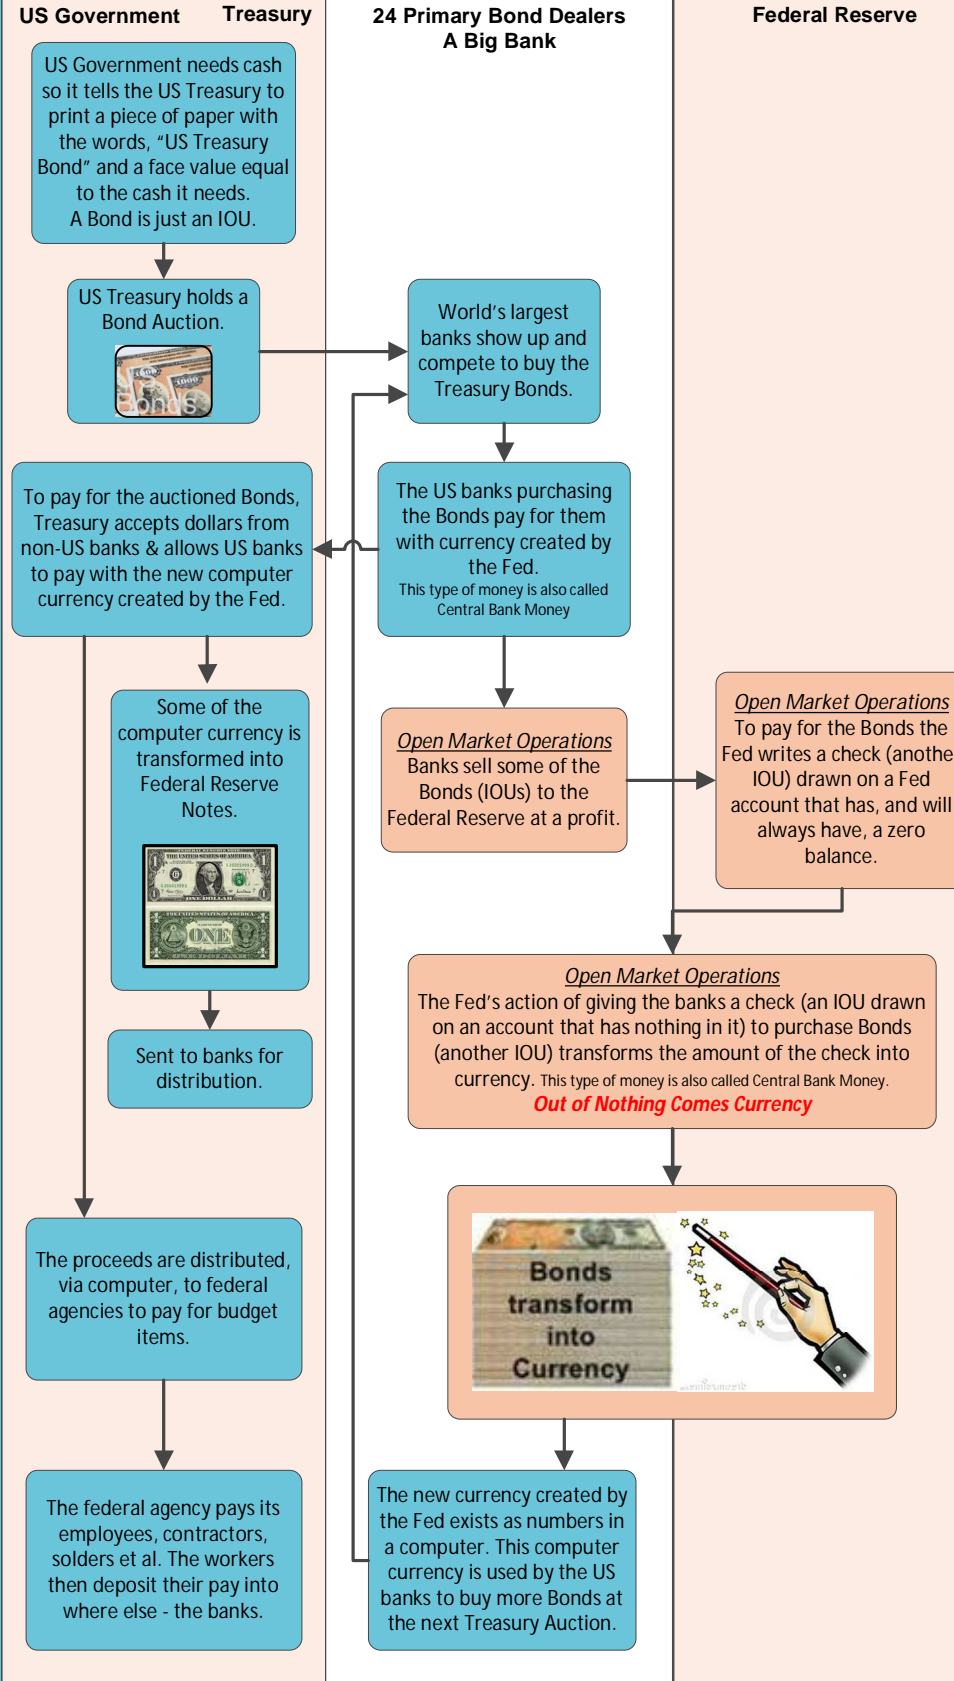 US Government
Treasury
24 Primary Bond Dealers
A Big Bank
Federal Reserve
US Government needs cash
so it tells the US Treasury to
print a piece of paper with
the words, “US Treasury
Bond” and a face value equal
to the cash it needs.
A Bond is just an IOU.
US Treasury holds a
Bond Auction.
Bonds
World’s largest
banks show up and
compete to buy the
Treasury Bonds.
To pay for the auctioned Bonds,
Treasury accepts dollars from
non-US banks & allows US banks
to pay with the new computer
currency created by the Fed.
The US banks purchasing
the Bonds pay for them
with currency created by
the Fed.
This type of money is also called
Central Bank Money
Some of the
computer currency is
transformed into
Federal Reserve
Notes.
THE UNITED STATES OF AMERICA
ONE DOLLAR
THE UNITED STATES OF AMERICA
ONE
Sent to banks for
distribution.
Open Market Operations
Banks sell some of the
Bonds (IOUs) to the
Federal Reserve at a profit.
Open Market Operations
To pay for the Bonds the
Fed writes a check (anothe
IOU) drawn on a Fed
account that has, and will
always have, a zero
balance.
Open Market Operations
The Fed’s action of giving the banks a check (an IOU drawn
on an account that has nothing in it) to purchase Bonds
(another IOU) transforms the amount of the check into
currency. This type of money is also called Central Bank Money.
Out of Nothing Comes Currency
Bonds
transform
into
Currency
The proceeds are distributed,
via computer, to federal
agencies to pay for budget
items.
The federal agency pays its
employees, contractors,
solders et al. The workers
then deposit their pay into
where else - the banks.
The new currency created by
the Fed exists as numbers in
a computer. This computer
currency is used by the US
banks to buy more Bonds at
the next Treasury Auction.